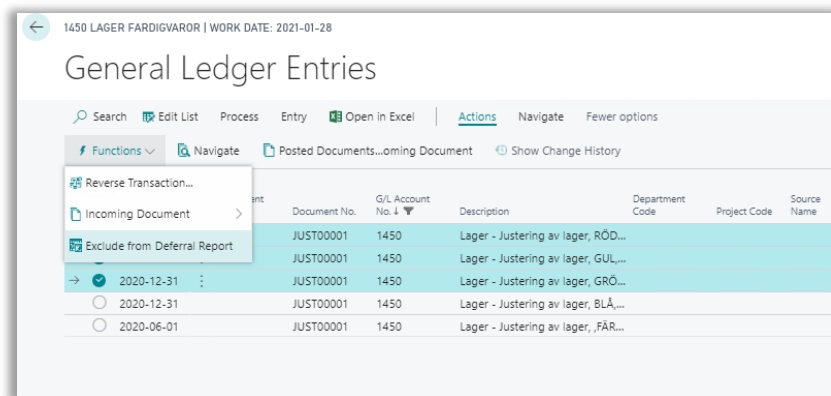 1450 LAGER FÄRDIGVAROR | WORK DATE: 2021-01-28
General Ledger Entries
Search Edit List Process Entry Open in Excel Actions Navigate Fewer options
Functions Navigate Posted Documents...oming Document Show Change History
Reverse Transaction...
Incoming Document
Exclude from Deferral Report
ent Document No. G/L Account No. ↓ Description Department Code Project Code Source Name
JUST00001 1450 Lager - Justering av lager, RÖD...
JUST00001 1450 Lager - Justering av lager, GUL,...
→ 2020-12-31 JUST00001 1450 Lager - Justering av lager, GRÖ...
2020-12-31 JUST00001 1450 Lager - Justering av lager, BLÅ,...
2020-06-01 JUST00001 1450 Lager - Justering av lager, ,FÄR...